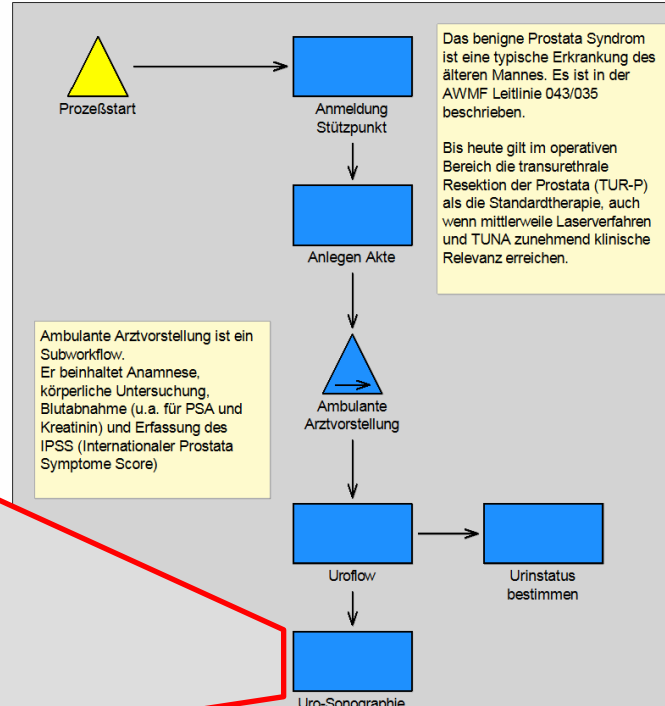 Prozeßstart
Anmeldung
Stützpunkt
Das benigne Prostata Syndrom
ist eine typische Erkrankung des
älteren Mannes. Es ist in der
AWMF Leitlinie 043/035
beschrieben.
Bis heute gilt im operativen
Bereich die transurethrale
Resektion der Prostata (TUR-P)
als die Standardtherapie, auch
wenn mittlerweile Laserverfahren
und TUNA zunehmend klinische
Relevanz erreichen.
Anlegen Akte
Ambulante Arztvorstellung ist ein
Subworkflow.
Er beinhaltet Anamnese,
körperliche Untersuchung,
Blutabnahme (u.a. für PSA und
Kreatinin) und Erfassung des
IPSS (Internationaler Prostata
Symptome Score)
Ambulante
Arztvorstellung
Uroflow
Urinstatus
bestimmen
Uro-Sonographie